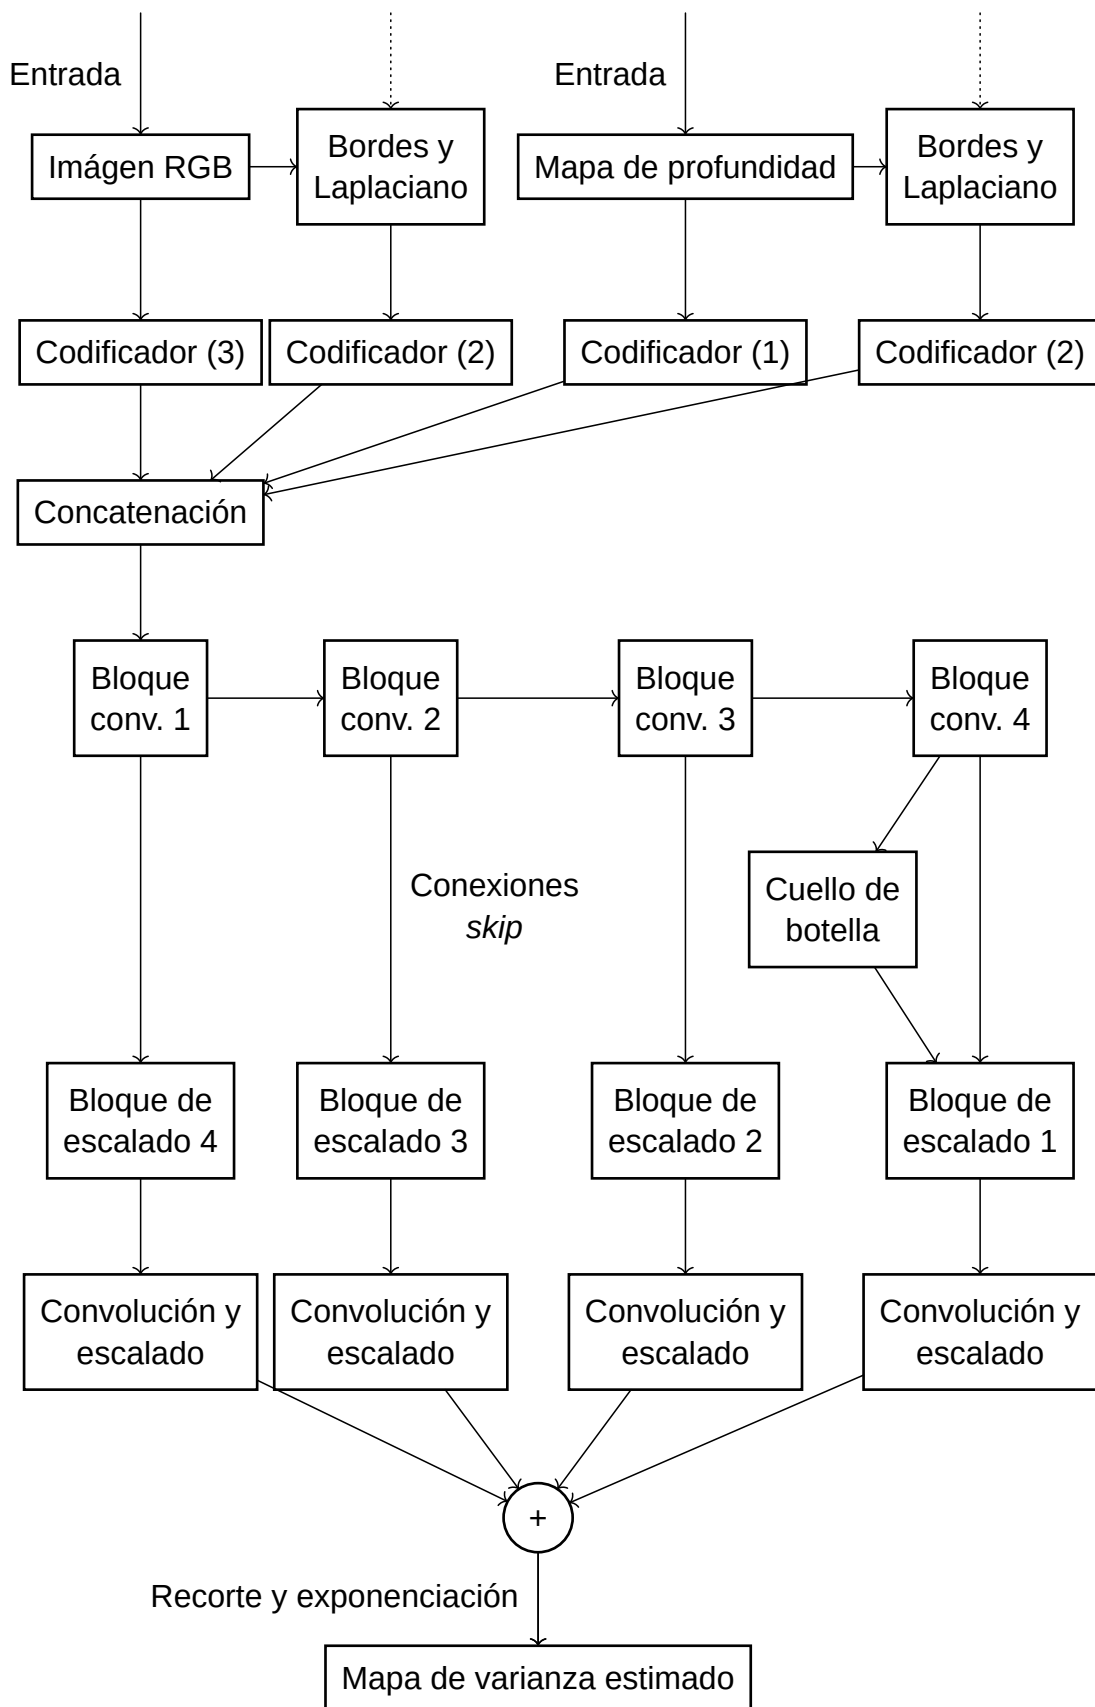 Entrada
Entrada
Imágen RGB
Bordes y
Laplaciano
Mapa de profundidad
Bordes y
Laplaciano
Codificador (3)
Codificador (2)
Codificador (1)
Codificador (2)
Concatenación
Bloque
conv. 1
Bloque
conv. 2
Bloque
conv. 3
Bloque
conv. 4
Conexiones
skip
Cuello de
botella
Bloque de
escalado 4
Bloque de
escalado 3
Bloque de
escalado 2
Bloque de
escalado 1
Convolución y
escalado
Convolución y
escalado
Convolución y
escalado
Convolución y
escalado
+
Recorte y exponenciación
Mapa de varianza estimado